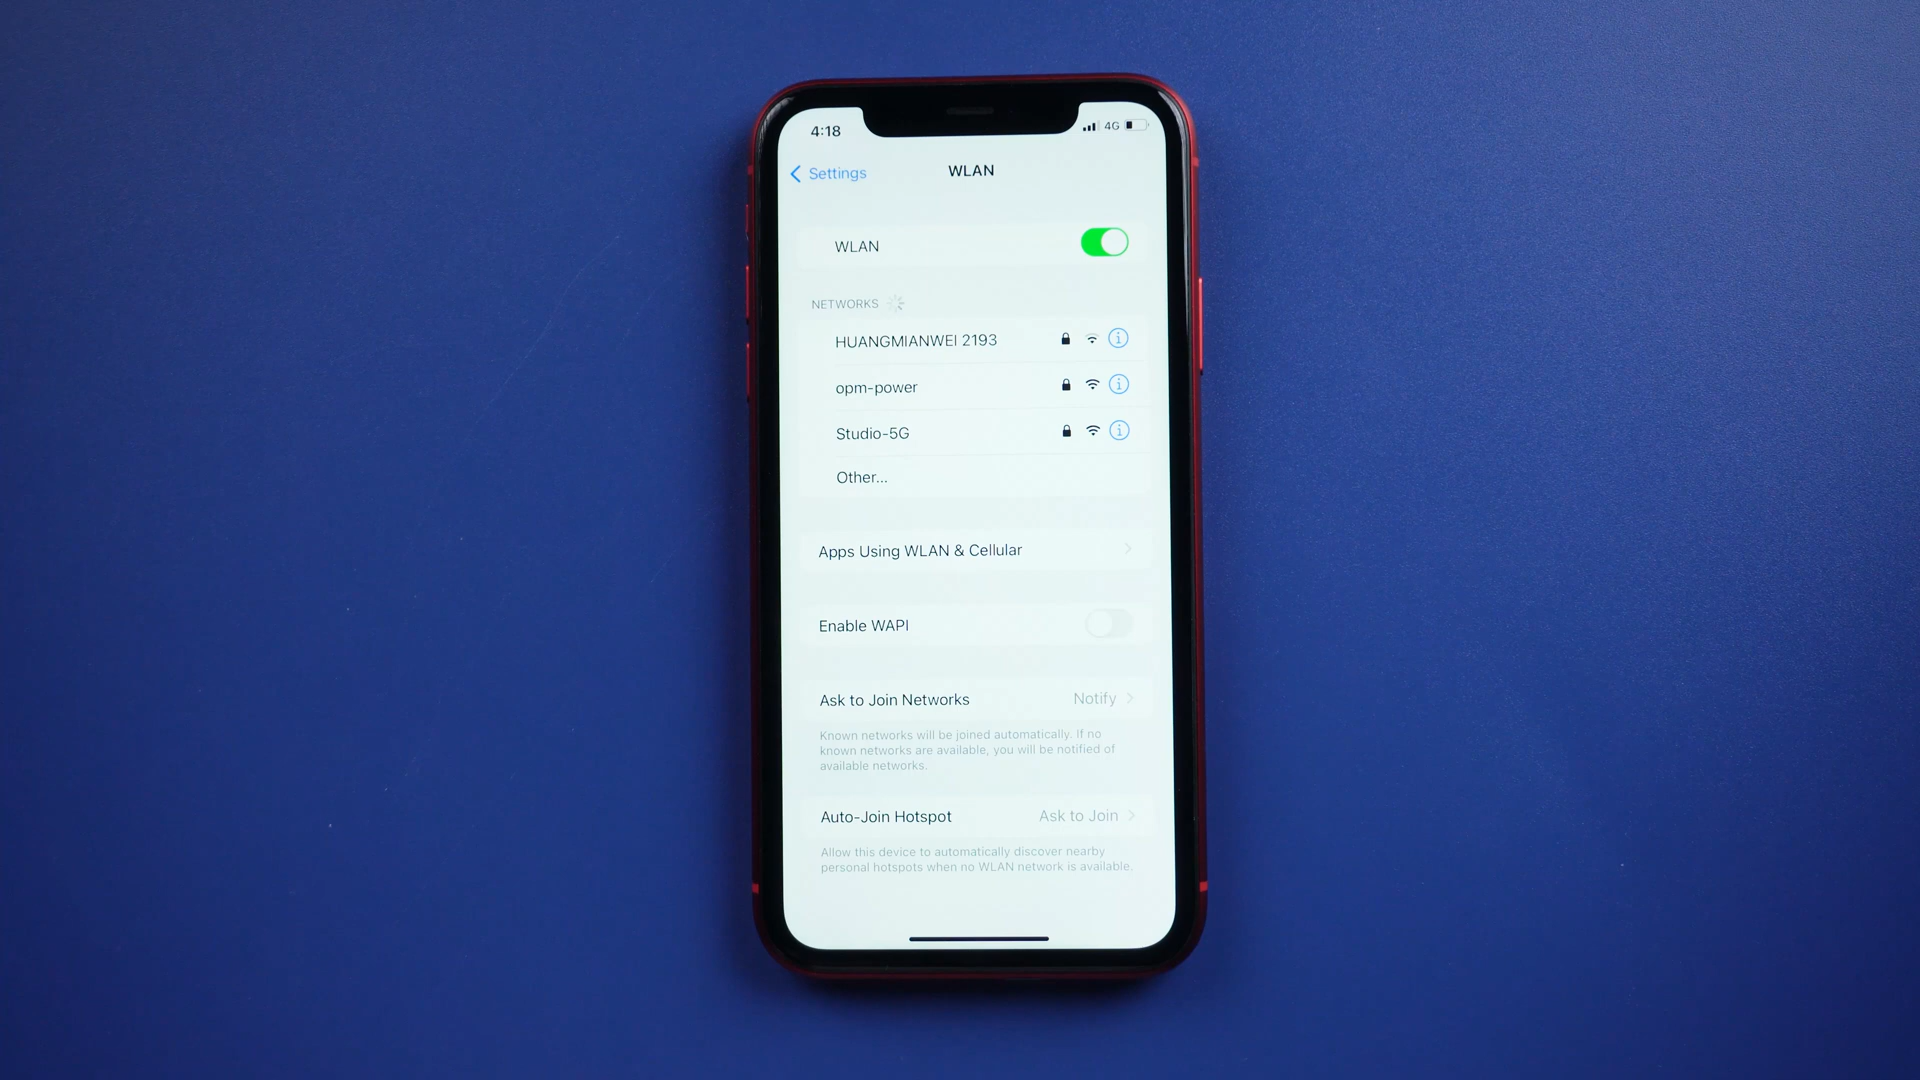 4:18
4G
Settings
WLAN
WLAN
NETWORKS
HUANGMIANWEI 2193
opm-power
Studio-5G
Other...
Apps Using WLAN & Cellular
Enable WAPI
Ask to Join Networks Notify
Known networks will be joined automatically. If no
known networks are available, you will be notified of
available networks.
Auto-Join Hotspot Ask to Join
Allow this device to automatically discover nearby
personal hotspots when no WLAN network is available.